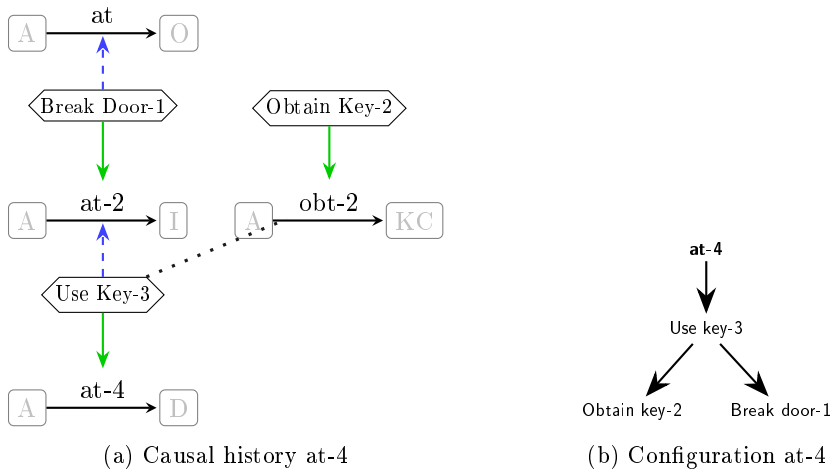 at
A O
Break Door-1 Obtain Key-2
at-2 obt-2
A I A KC
Use Key-3
at-4
A D
(a) Causal history at-4
at-4
Use key-3
Obtain key-2 Break door-1
(b) Configuration at-4